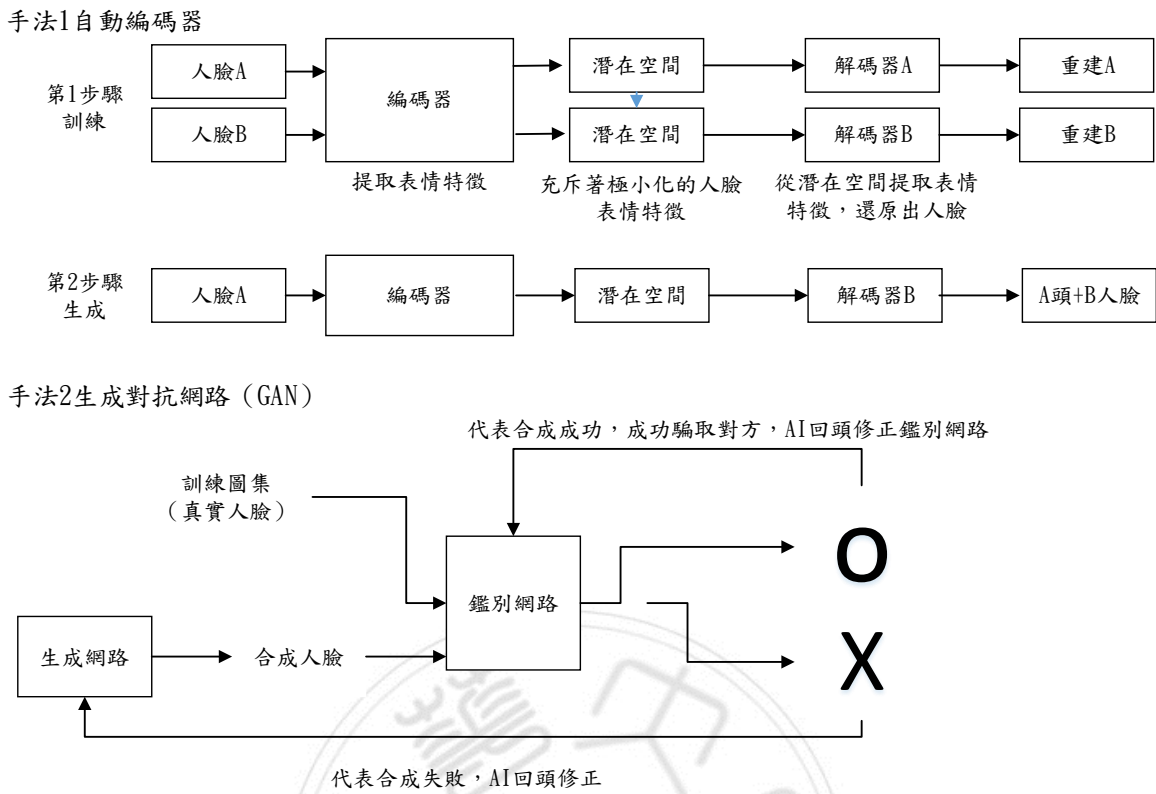 手法1自動編碼器
第1步驟
訓練
人臉A
編碼器
潛在空間
解碼器A
重建A
人臉B
潛在空間
解碼器B
重建B
提取表情特徵
充斥著極小化的人臉
表情特徵
從潛在空間提取表情
特徵，還原出人臉
第2步驟
生成
人臉A
編碼器
潛在空間
解碼器B
A頭+B人臉
手法2生成對抗網路（GAN）
代表合成成功，成功騙取對方，AI回頭修正鑑別網路
訓練圖集
（真實人臉）
O
鑑別網路
生成網路
合成人臉
X
代表合成失敗，AI回頭修正